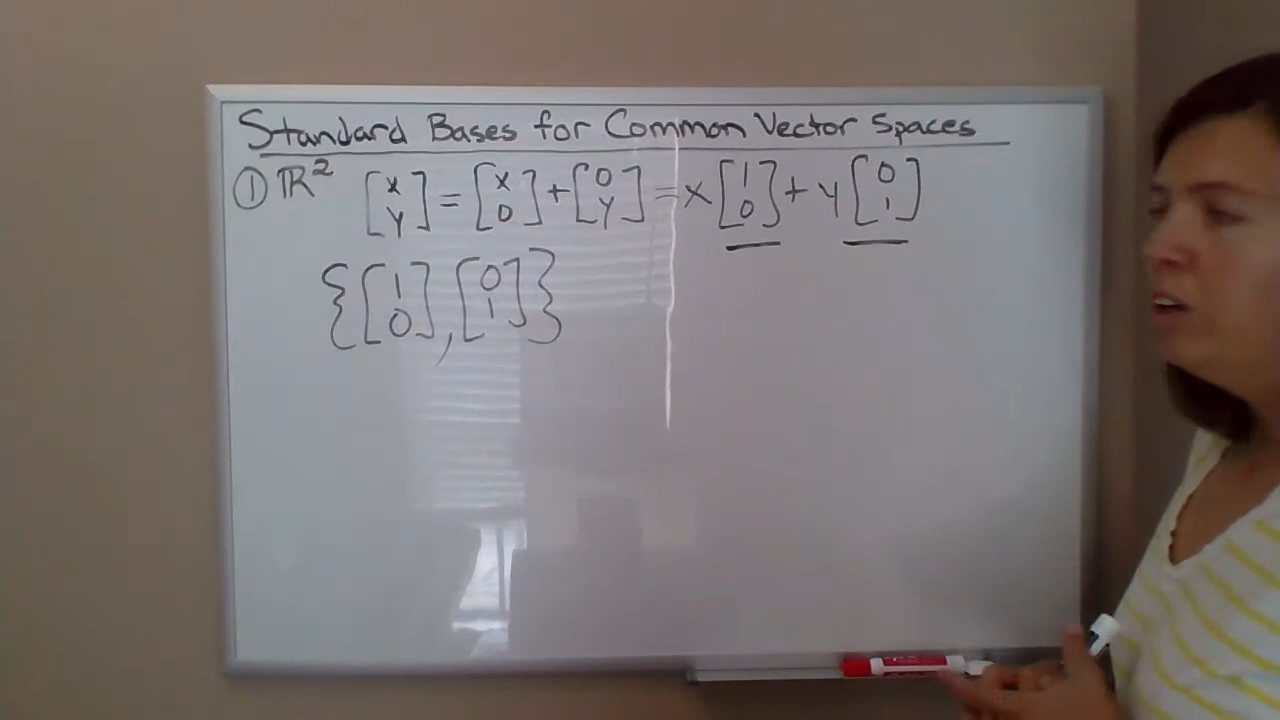 Standard Bases for Common Vector Spaces
① ℝ² [x y] = [x 0] + [0 y] = x [1 0] + y [0 1]
{[1 0], [0 1]}